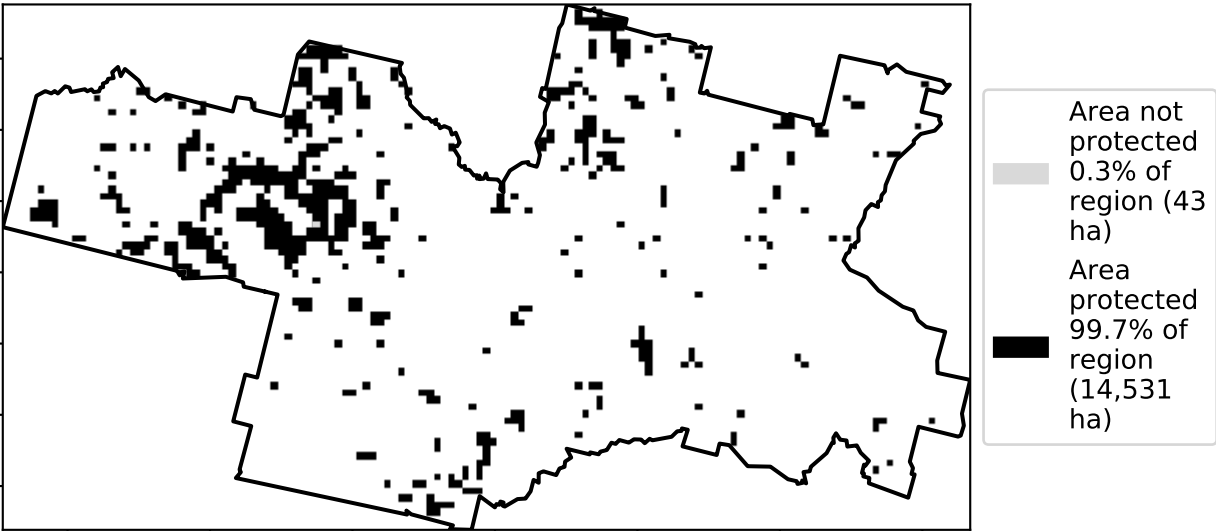 Area not
protected
0.3% of
region (43
ha)
Area
protected
99.7% of
region
(14,531
ha)